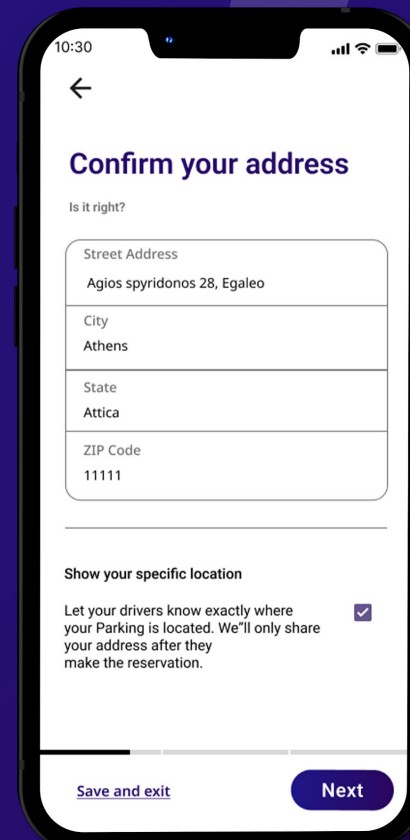 10:30
Confirm your address
Is it right?
Street Address
Agios spyridonos 28, Egaleo
City
Athens
State
Attica
ZIP Code
11111
Show your specific location
Let your drivers know exactly where
your Parking is located. We"ll only share
your address after they
make the reservation.
Save and exit
Next